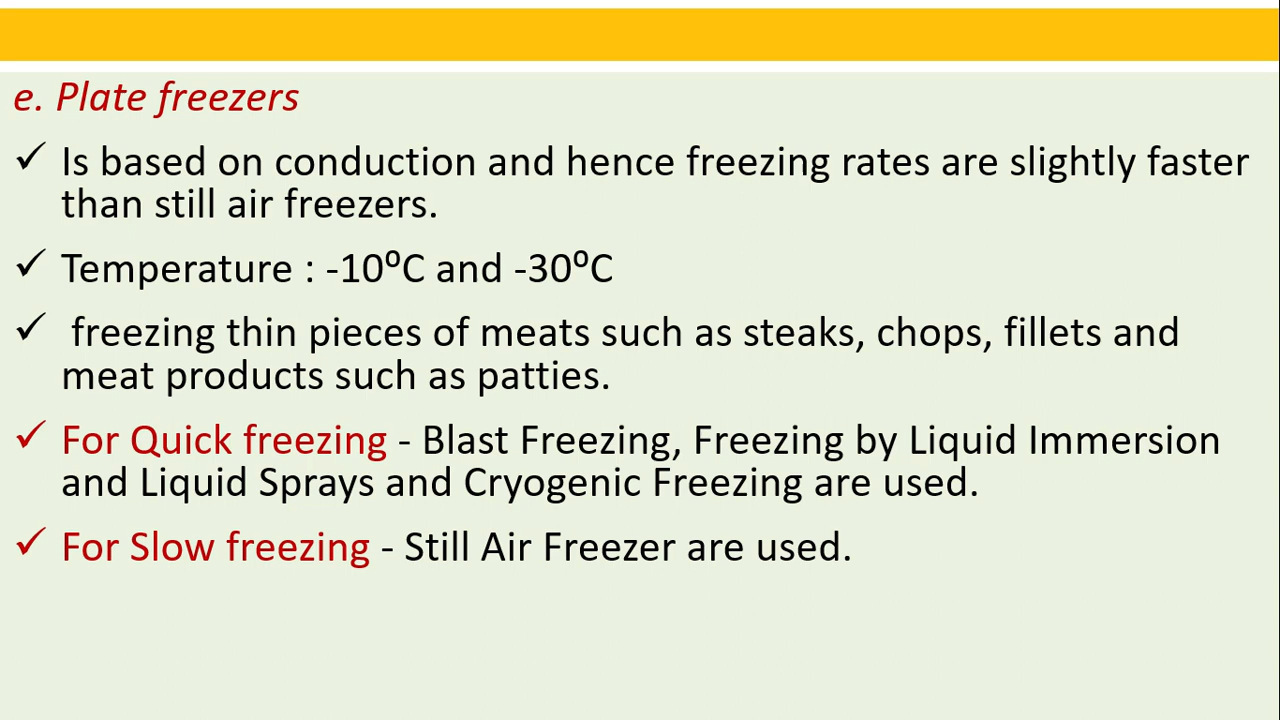 e. Plate freezers
✓ Is based on conduction and hence freezing rates are slightly faster
than still air freezers.
✓ Temperature : -10⁰C and -30⁰C
✓ freezing thin pieces of meats such as steaks, chops, fillets and
meat products such as patties.
✓ For Quick freezing - Blast Freezing, Freezing by Liquid Immersion
and Liquid Sprays and Cryogenic Freezing are used.
✓ For Slow freezing - Still Air Freezer are used.